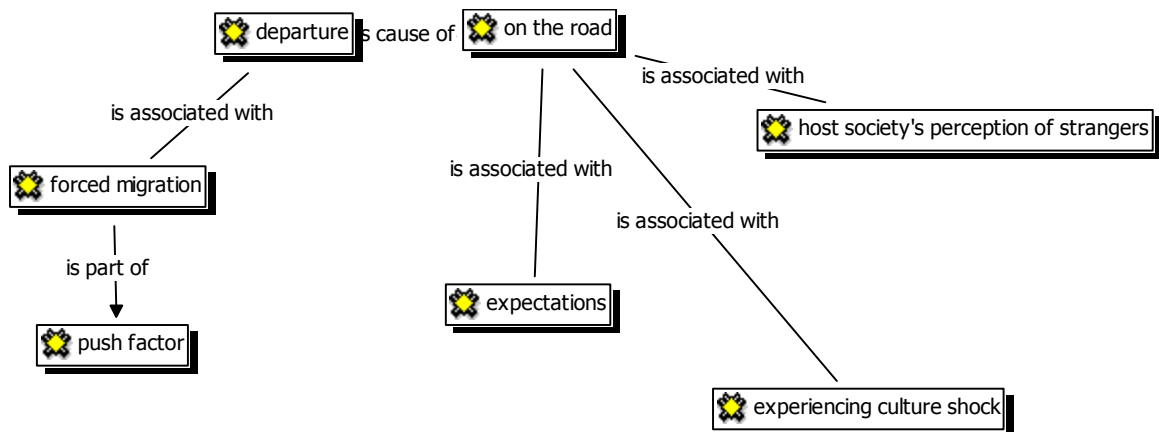 departure
s cause of
on the road
is associated with
is associated with
host society's perception of strangers
is associated with
forced migration
is associated with
is part of
expectations
push factor
experiencing culture shock